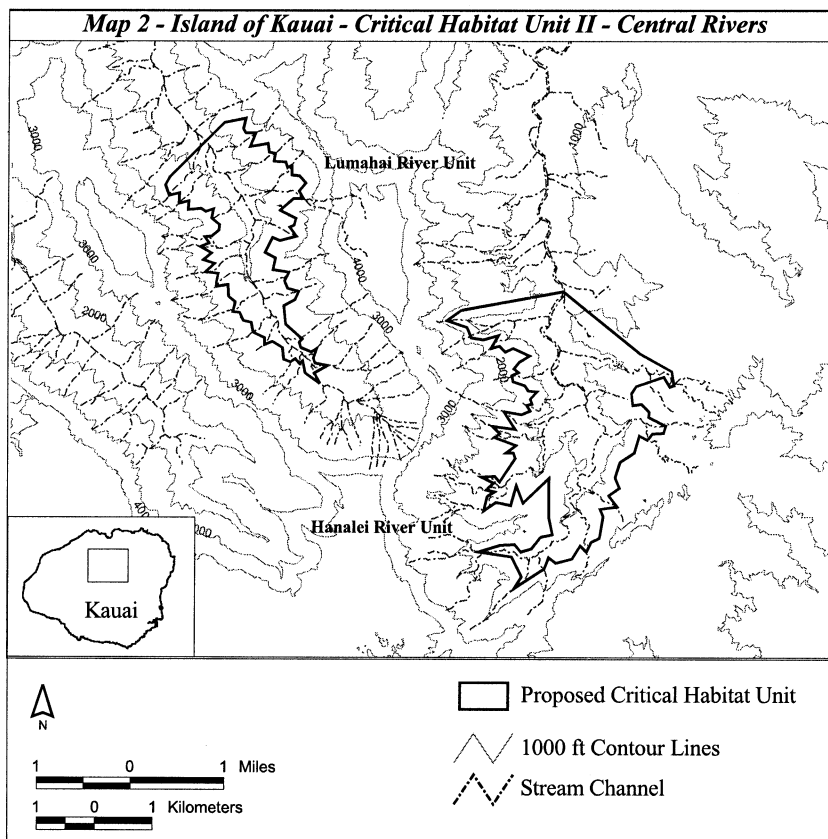 Map 2 - Island of Kauai - Critical Habitat Unit II - Central Rivers
3000
1000
Lumahai River Unit
3000
4000
2000
3000
2000
3000
3000
Hanalei River Unit
Kauai
N
1 0 1 Miles
1 0 1 Kilometers
Proposed Critical Habitat Unit
1000 ft Contour Lines
Stream Channel